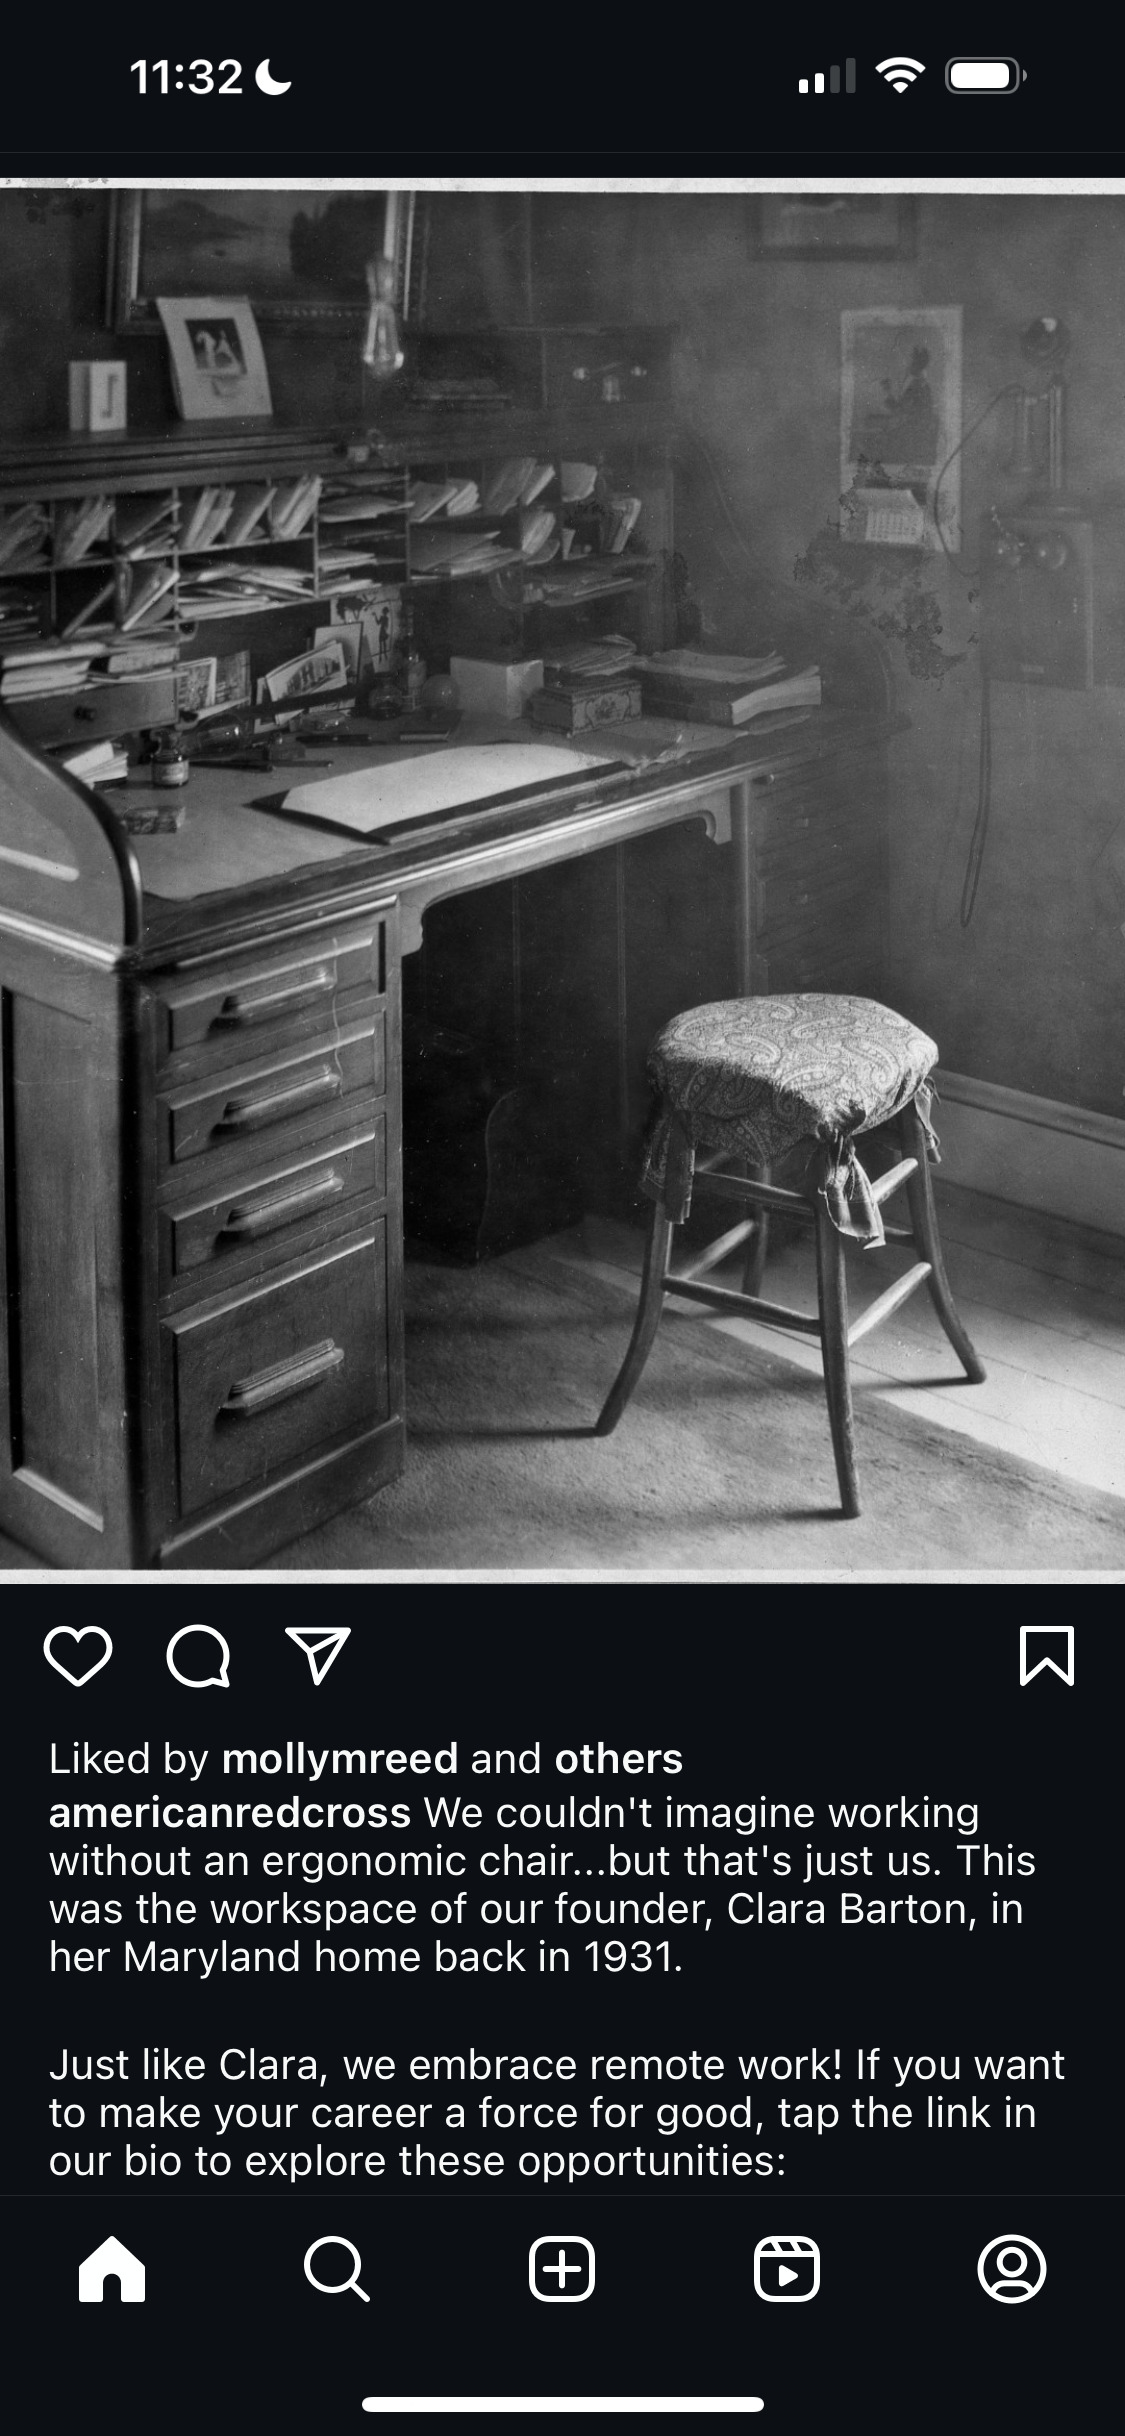 11:32
Liked by mollymreed and others
americanredcross We couldn't imagine working
without an ergonomic chair...but that's just us. This
was the workspace of our founder, Clara Barton, in
her Maryland home back in 1931.
Just like Clara, we embrace remote work! If you want
to make your career a force for good, tap the link in
our bio to explore these opportunities: